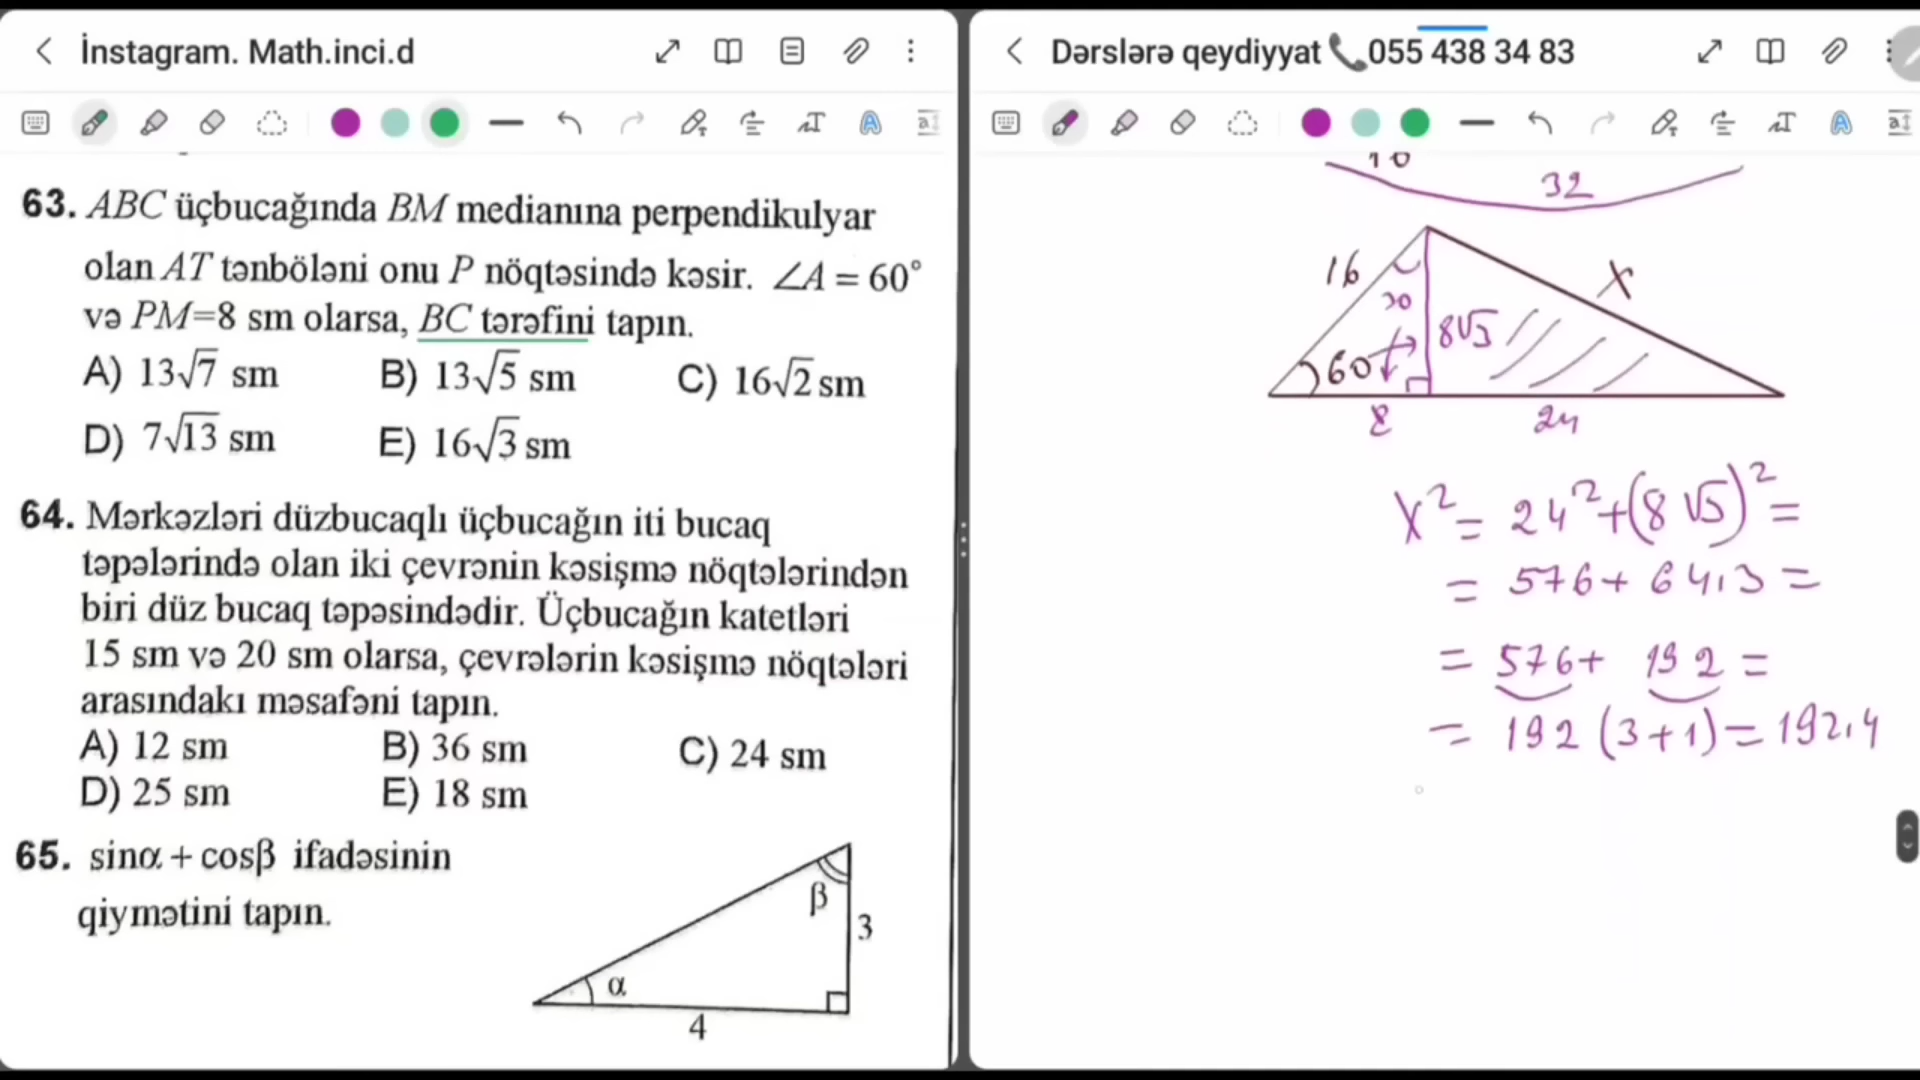 İnstagram. Math.inci.d
63. ABC üçbucağında BM medianına perpendikulyar
olan AT tənböləni onu P nöqtəsində kəsir. ∠A = 60°
və PM=8 sm olarsa, BC tərəfini tapın.
A) 13√7 sm B) 13√5 sm C) 16√2 sm
D) 7√13 sm E) 16√3 sm
64. Mərkəzləri düzbucaqlı üçbucağın iti bucaq
təpələrində olan iki çevrənin kəsişmə nöqtələrindən
biri düz bucaq təpəsindədir. Üçbucağın katetləri
15 sm və 20 sm olarsa, çevrələrin kəsişmə nöqtələri
arasındakı məsafəni tapın.
A) 12 sm B) 36 sm C) 24 sm
D) 25 sm E) 18 sm
65. sinα + cosβ ifadəsinin
qiymətini tapın.
β
3
α
4
Dərslərə qeydiyyat 📞055 438 34 83
32
16
x
30
8√3
60
8
24
x² = 24² + (8√3)² =
= 576 + 64.3 =
= 576 + 192 =
= 192 (3+1) = 192.4